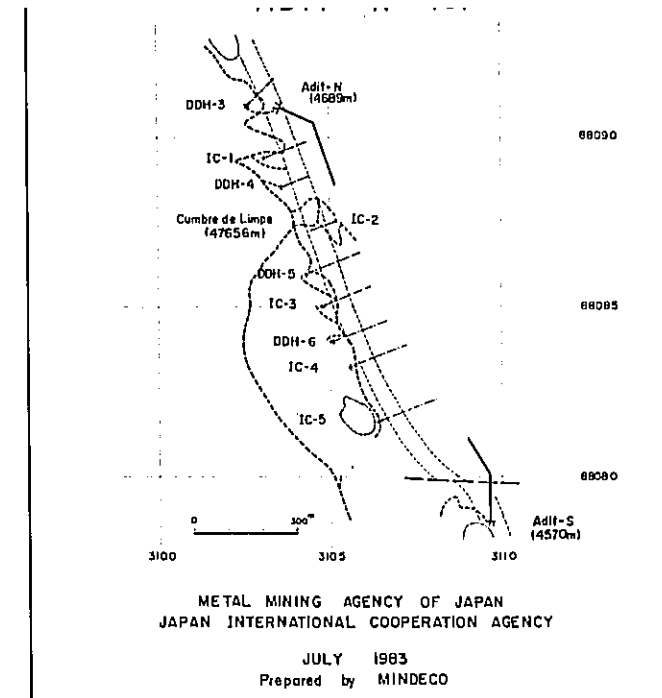 Adit-N
(4689m)
DDH-3
88090
IC-1
DDH-4
Cumbre de Limpe
(47656m)
IC-2
DDH-5
IC-3
88085
DDH-6
IC-4
IC-5
88080
0 300m
Adit-S
(4570m)
3100 3105 3110
METAL MINING AGENCY OF JAPAN
JAPAN INTERNATIONAL COOPERATION AGENCY
JULY 1983
Prepared by MINDECO